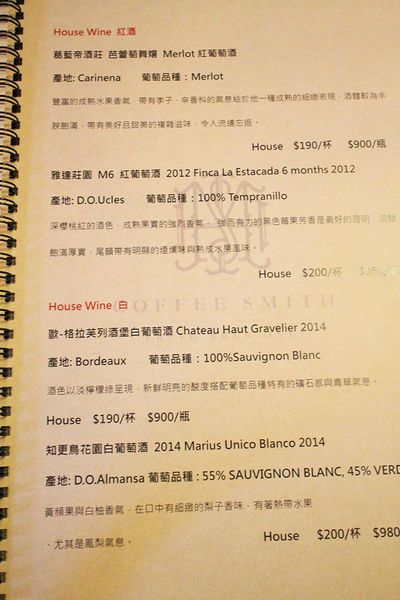 House Wine 紅酒
葛藍帝酒莊 芭蕾萄舞孃 Merlot 紅葡萄酒
產地: Carinena 葡萄品種：Merlot
豐富的成熟水果香氣，帶有李子、辛香料的氣息給於他一種成熟的細緻表現，酒體較為丰
腴飽滿，帶有美好且甜美的複雜滋味，令人流連忘返。
House $190/杯 $900/瓶
雅達莊園 M6 紅葡萄酒 2012 Finca La Estacada 6 months 2012
產地: D.O.Ucles 葡萄品種：100% Tempranillo
深櫻桃紅的酒色，成熟果實的強烈香氣。強而有力的黑色莓果芳香是最好的證明，酒體
飽滿厚實，尾韻帶有明顯的煙燻味與熟成水果風味。
House $200/杯
COFFEE SMITH
House Wine 白
歐-格拉芙列酒堡白葡萄酒 Chateau Haut Gravelier 2014
產地: Bordeaux 葡萄品種：100%Sauvignon Blanc
酒色以淡檸檬綠呈現，新鮮明亮的酸度搭配葡萄品種特有的礦石感與青草氣息。
House $190/杯 $900/瓶
知更鳥花園白葡萄酒 2014 Marius Unico Blanco 2014
產地: D.O.Almansa 葡萄品種：55% SAUVIGNON BLANC, 45% VERD
黃蘋果與白柚香氣，在口中有細緻的梨子香味，有著熱帶水果
，尤其是鳳梨氣息。
House $200/杯 $980